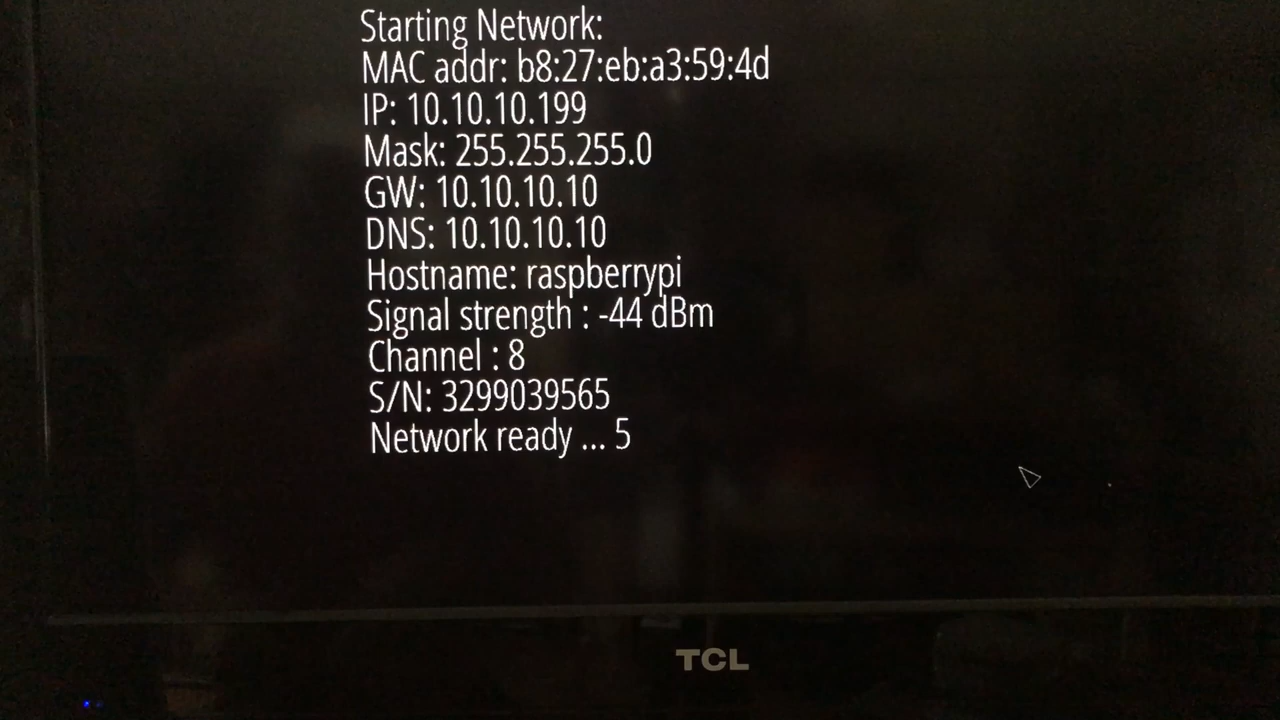 Starting Network:
MAC addr: b8:27:eb:a3:59:4d
IP: 10.10.10.199
Mask: 255.255.255.0
GW: 10.10.10.10
DNS: 10.10.10.10
Hostname: raspberrypi
Signal strength : -44 dBm
Channel : 8
S/N: 3299039565
Network ready ... 5
TCL